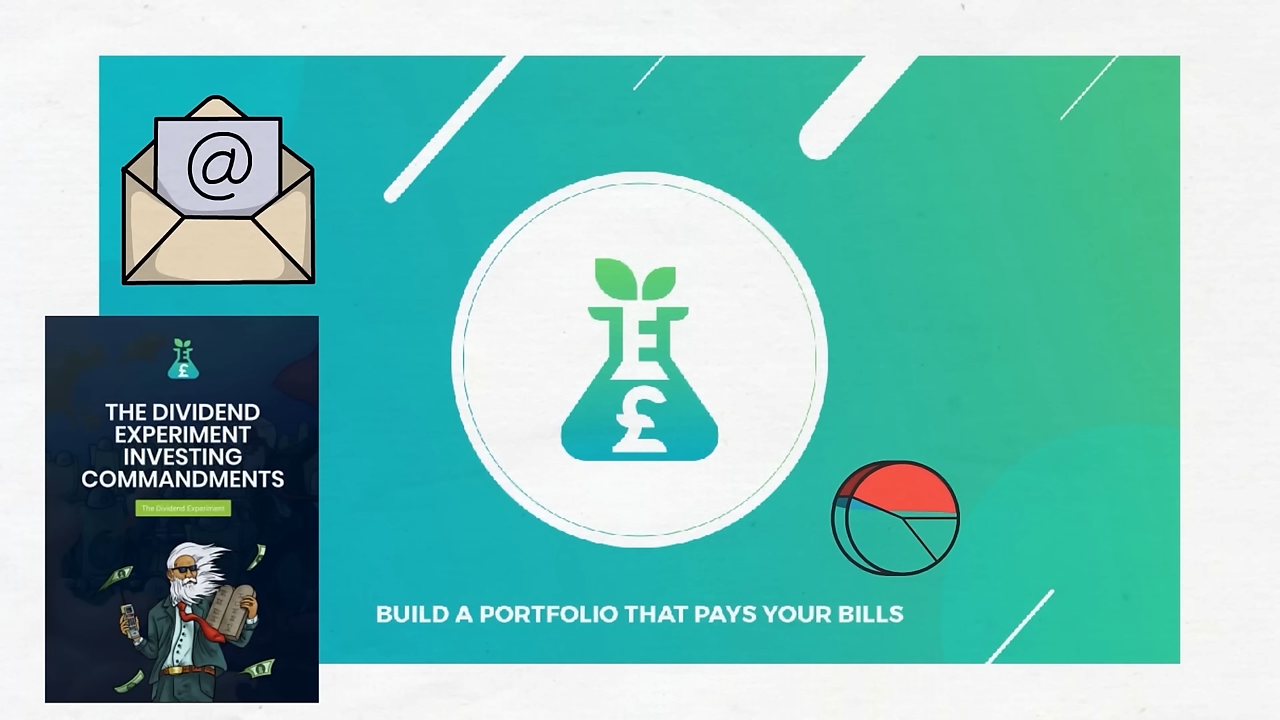 @
E
£
E
£
THE DIVIDEND
EXPERIMENT
INVESTING
COMMANDMENTS
The Dividend Experiment
BUILD A PORTFOLIO THAT PAYS YOUR BILLS